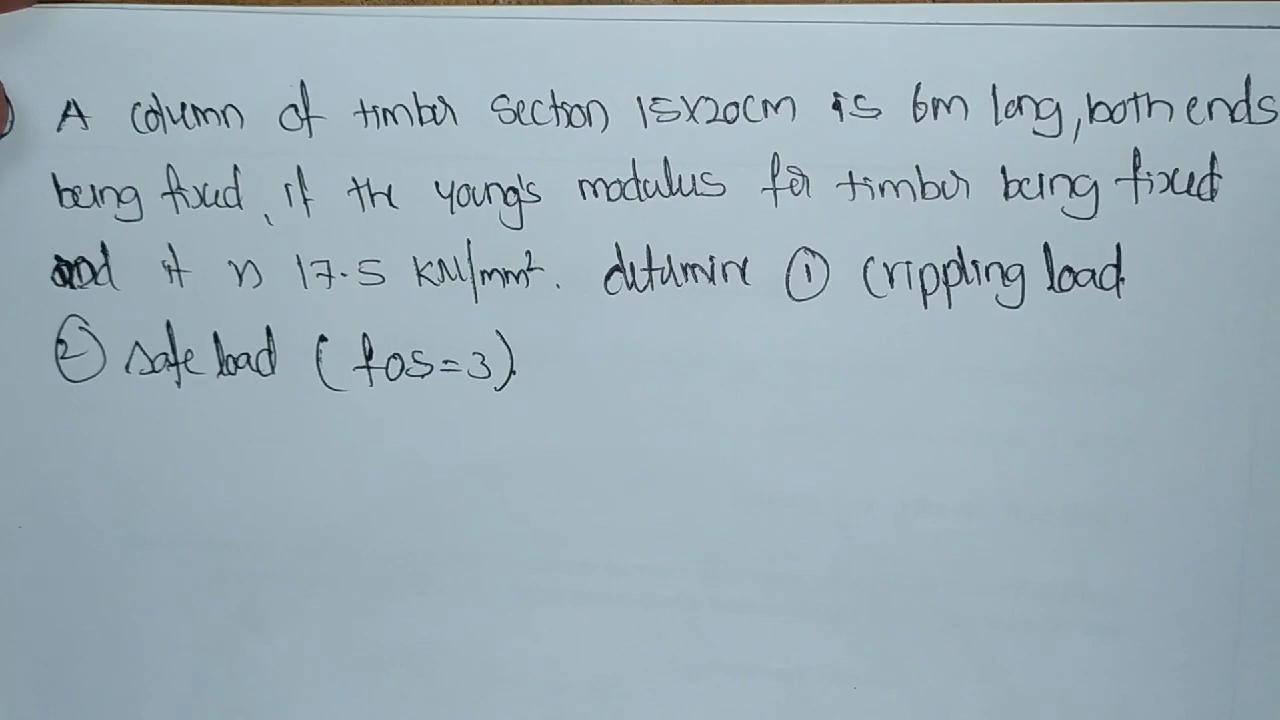 A column of timber section 15x20cm is 6m long, both ends
being fixed, if the young's modulus for timber being fixed
and it is 17.5 KN/mm². determine ① crippling load
② safe load (fos=3).